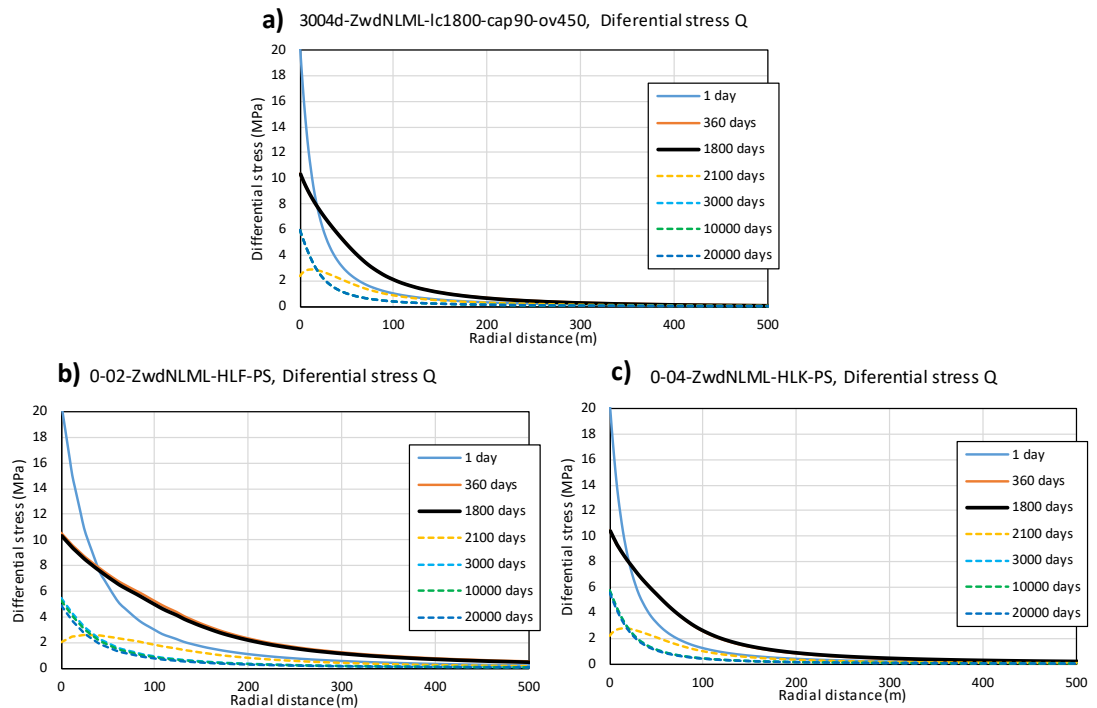 a) 3004d-ZwdNLML-lc1800-cap90-ov450, Diferential stress Q
Differential stress (MPa)
20
18
16
14
12
10
8
6
4
2
0
0 100 200 300 400 500
Radial distance (m)
1 day
360 days
1800 days
2100 days
3000 days
10000 days
20000 days
b) 0-02-ZwdNLML-HLF-PS, Diferential stress Q
Differential stress (MPa)
20
18
16
14
12
10
8
6
4
2
0
0 100 200 300 400 500
Radial distance (m)
1 day
360 days
1800 days
2100 days
3000 days
10000 days
20000 days
c) 0-04-ZwdNLML-HLK-PS, Diferential stress Q
Differential stress (MPa)
20
18
16
14
12
10
8
6
4
2
0
0 100 200 300 400 500
Radial distance (m)
1 day
360 days
1800 days
2100 days
3000 days
10000 days
20000 days